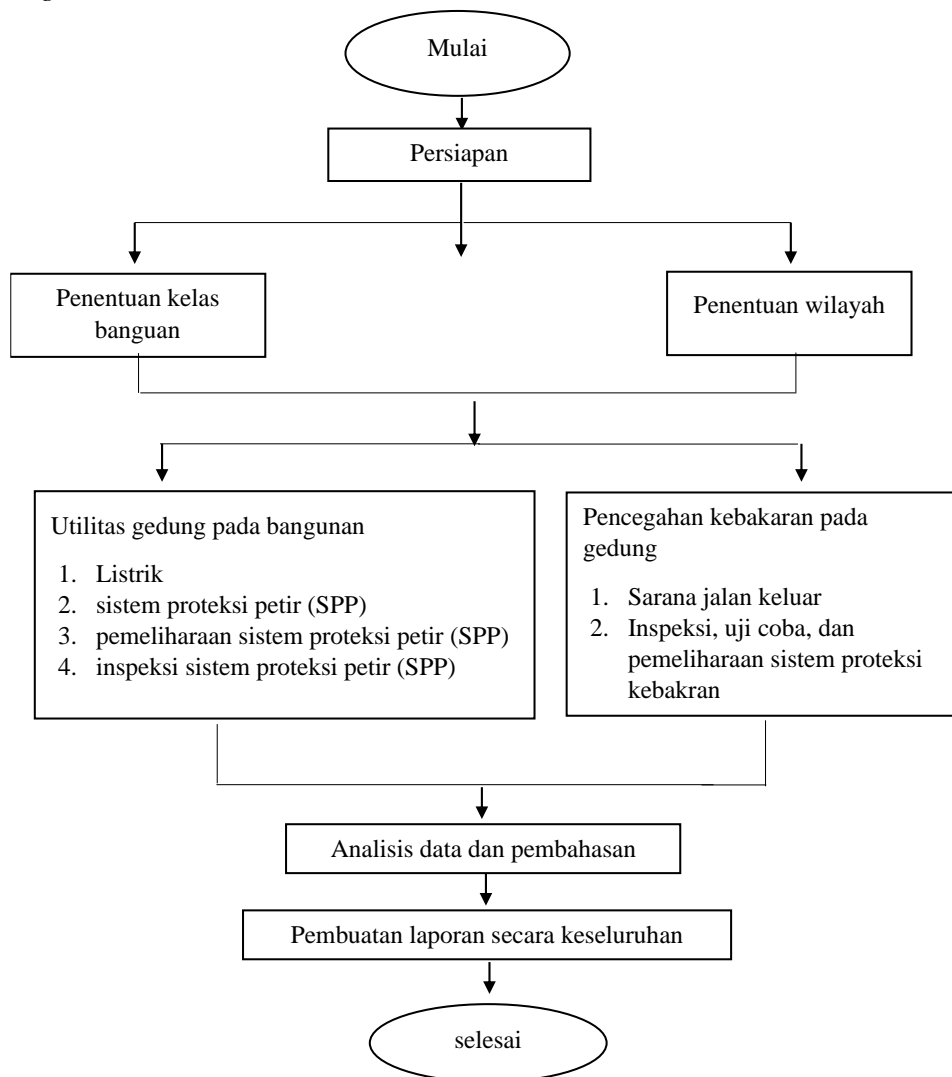 Mulai
Persiapan
Penentuan kelas
banguan
Penentuan wilayah
Utilitas gedung pada bangunan
1. Listrik
2. sistem proteksi petir (SPP)
3. pemeliharaan sistem proteksi petir (SPP)
4. inspeksi sistem proteksi petir (SPP)
Pencegahan kebakaran pada
gedung
1. Sarana jalan keluar
2. Inspeksi, uji coba, dan
pemeliharaan sistem proteksi
kebakran
Analisis data dan pembahasan
Pembuatan laporan secara keseluruhan
selesai